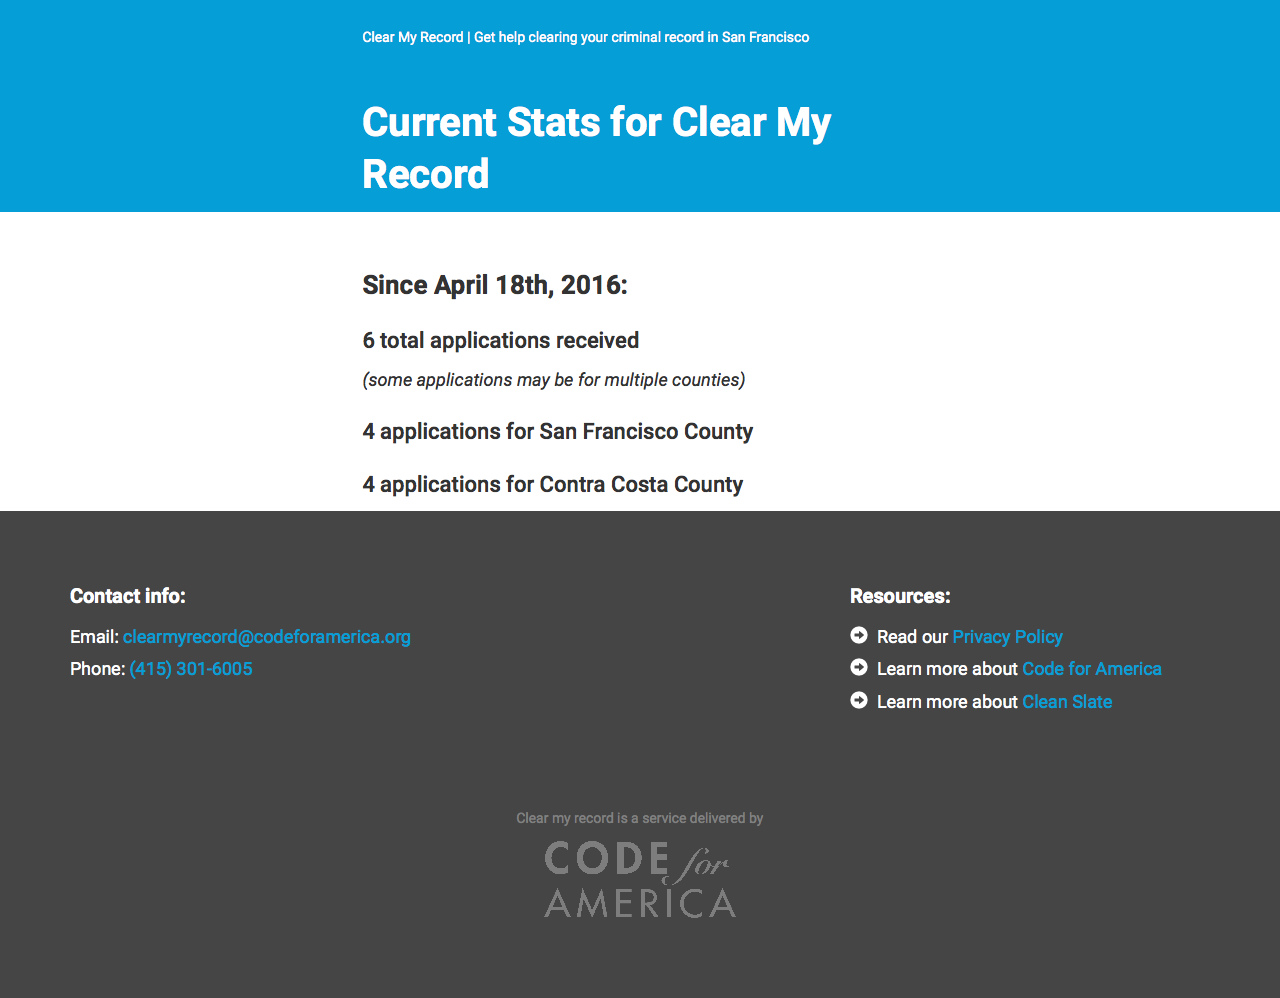 Clear My Record | Get help clearing your criminal record in San Francisco
Current Stats for Clear My
Record
Since April 18th, 2016:
6 total applications received
(some applications may be for multiple counties)
4 applications for San Francisco County
4 applications for Contra Costa County
Contact info:
Email: clearmyrecord@codeforamerica.org
Phone: (415) 301-6005
Resources:
Read our Privacy Policy
Learn more about Code for America
Learn more about Clean Slate
Clear my record is a service delivered by
CODE for
AMERICA